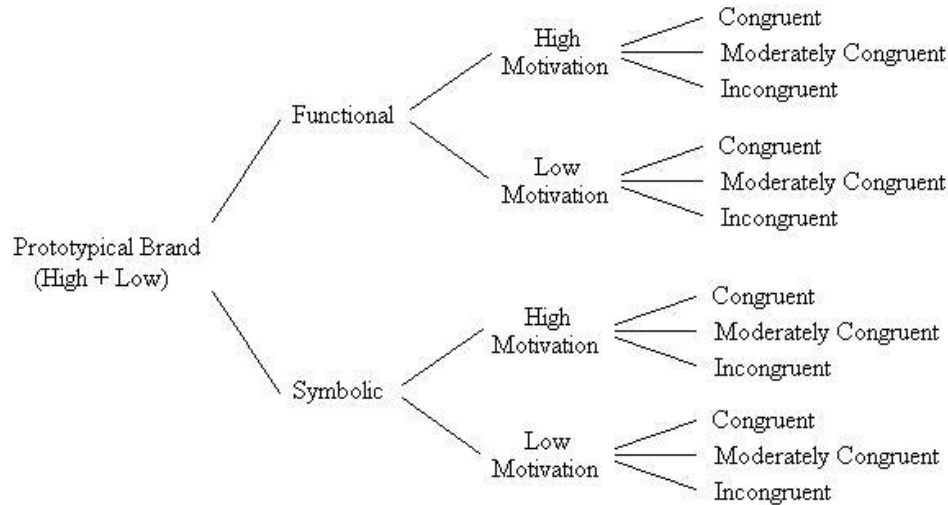 Prototypical Brand
(High + Low)
Functional
High
Motivation
Congruent
Moderately Congruent
Incongruent
Low
Motivation
Congruent
Moderately Congruent
Incongruent
Symbolic
High
Motivation
Congruent
Moderately Congruent
Incongruent
Low
Motivation
Congruent
Moderately Congruent
Incongruent